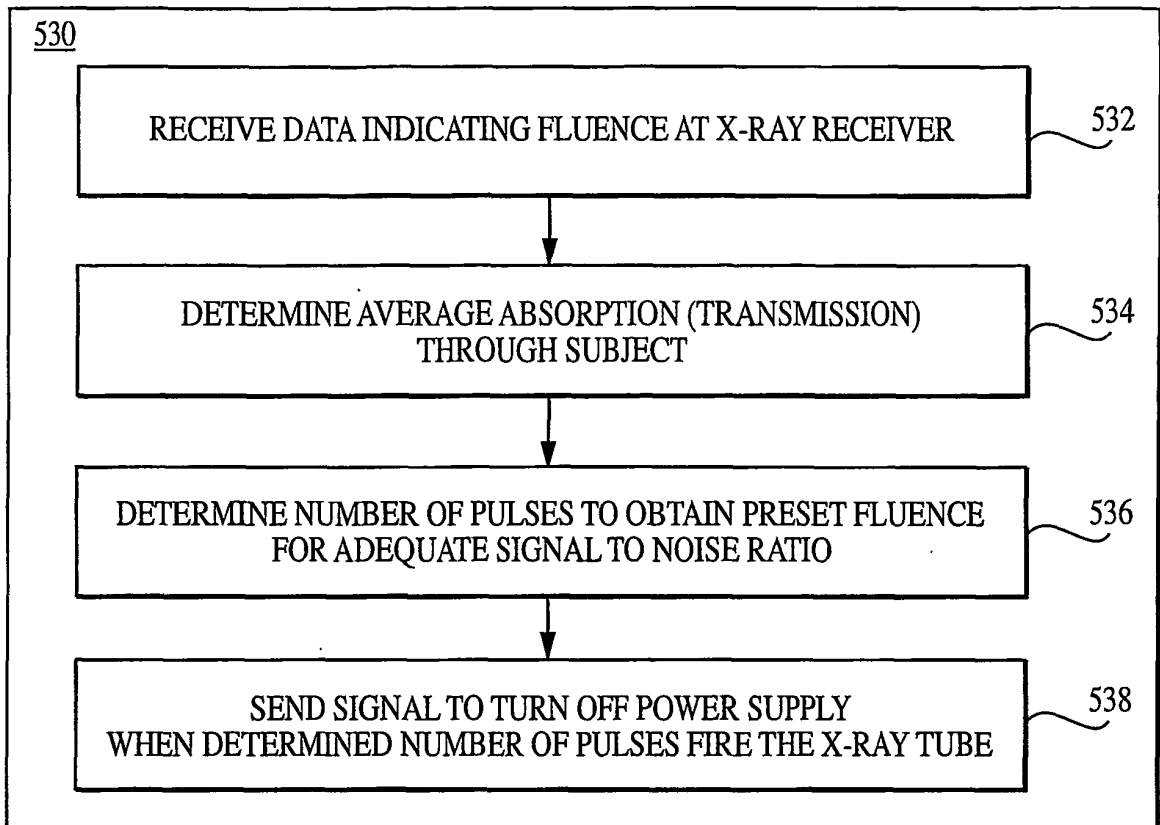 530
RECEIVE DATA INDICATING FLUENCE AT X-RAY RECEIVER
532
DETERMINE AVERAGE ABSORPTION (TRANSMISSION)
THROUGH SUBJECT
534
DETERMINE NUMBER OF PULSES TO OBTAIN PRESET FLUENCE
FOR ADEQUATE SIGNAL TO NOISE RATIO
536
SEND SIGNAL TO TURN OFF POWER SUPPLY
WHEN DETERMINED NUMBER OF PULSES FIRE THE X-RAY TUBE
538